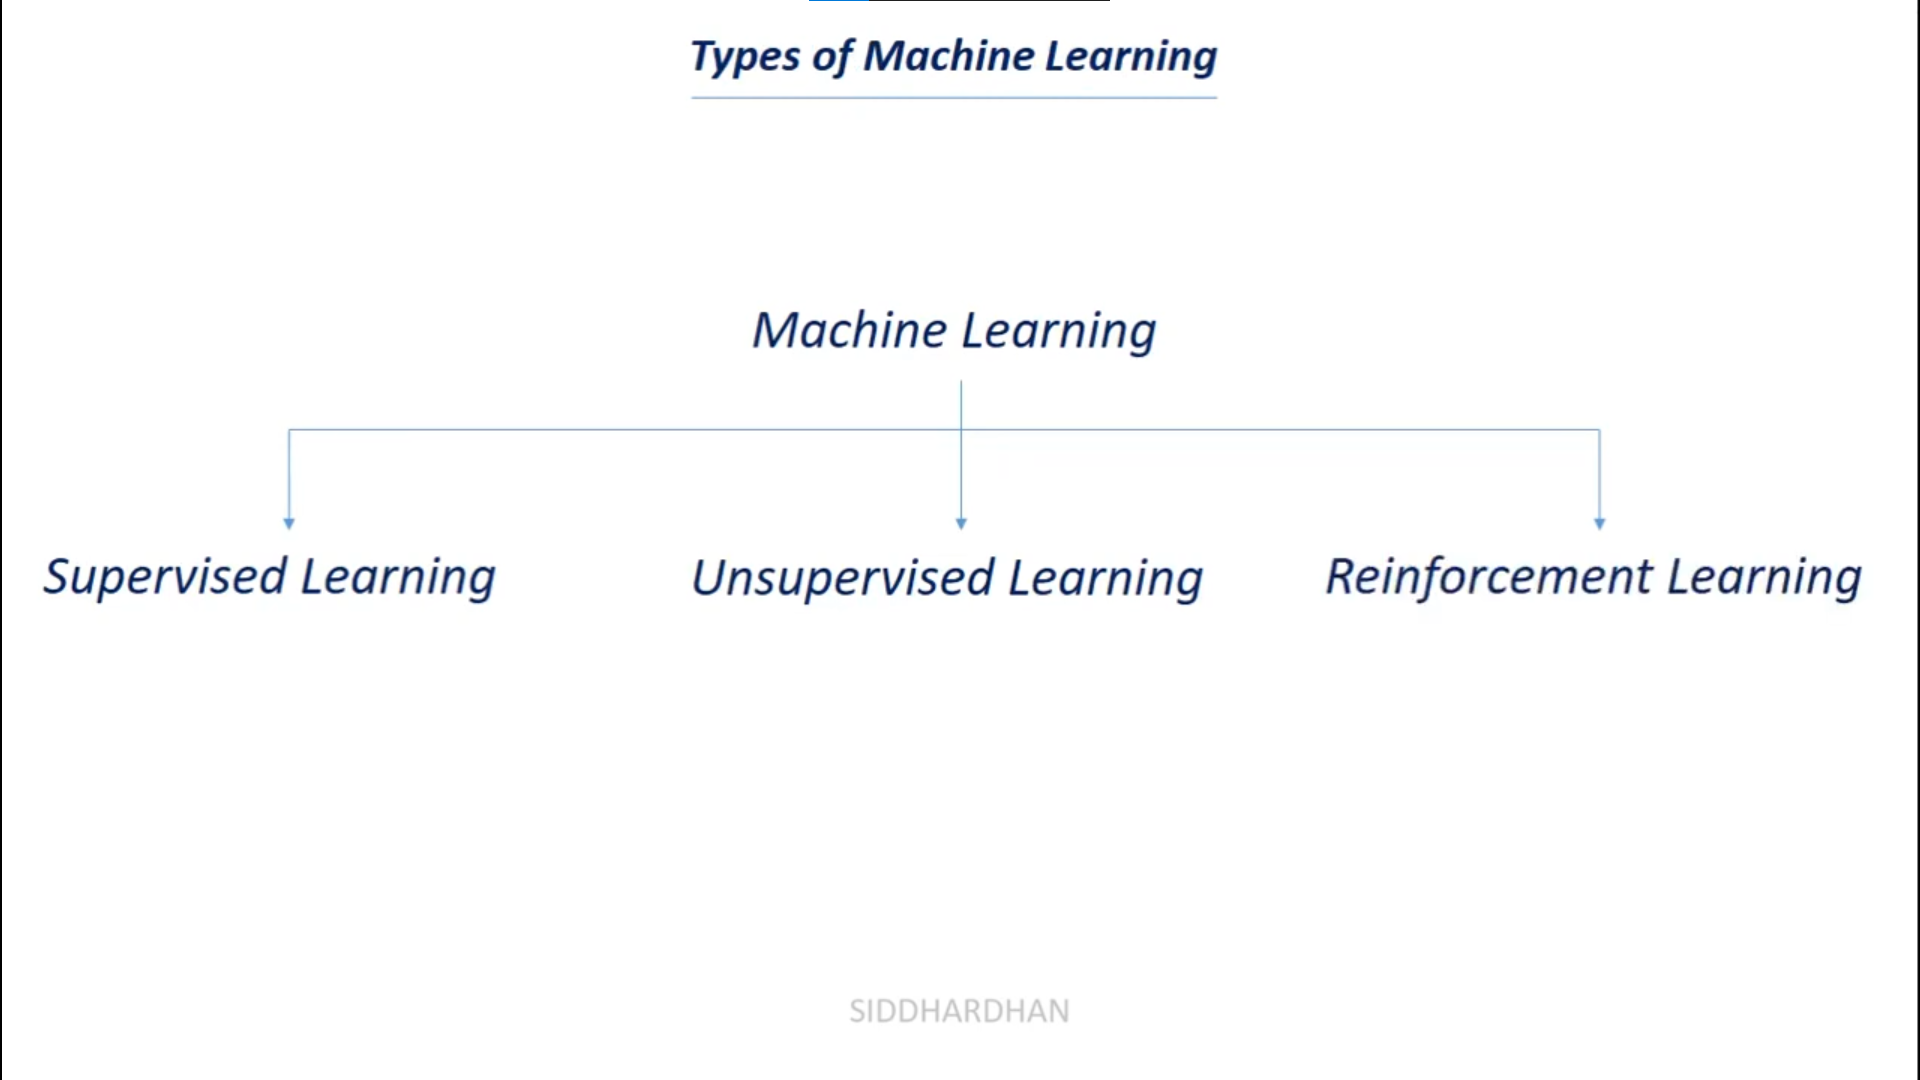 Types of Machine Learning
Machine Learning
Supervised Learning
Unsupervised Learning
Reinforcement Learning
SIDDHARDHAN